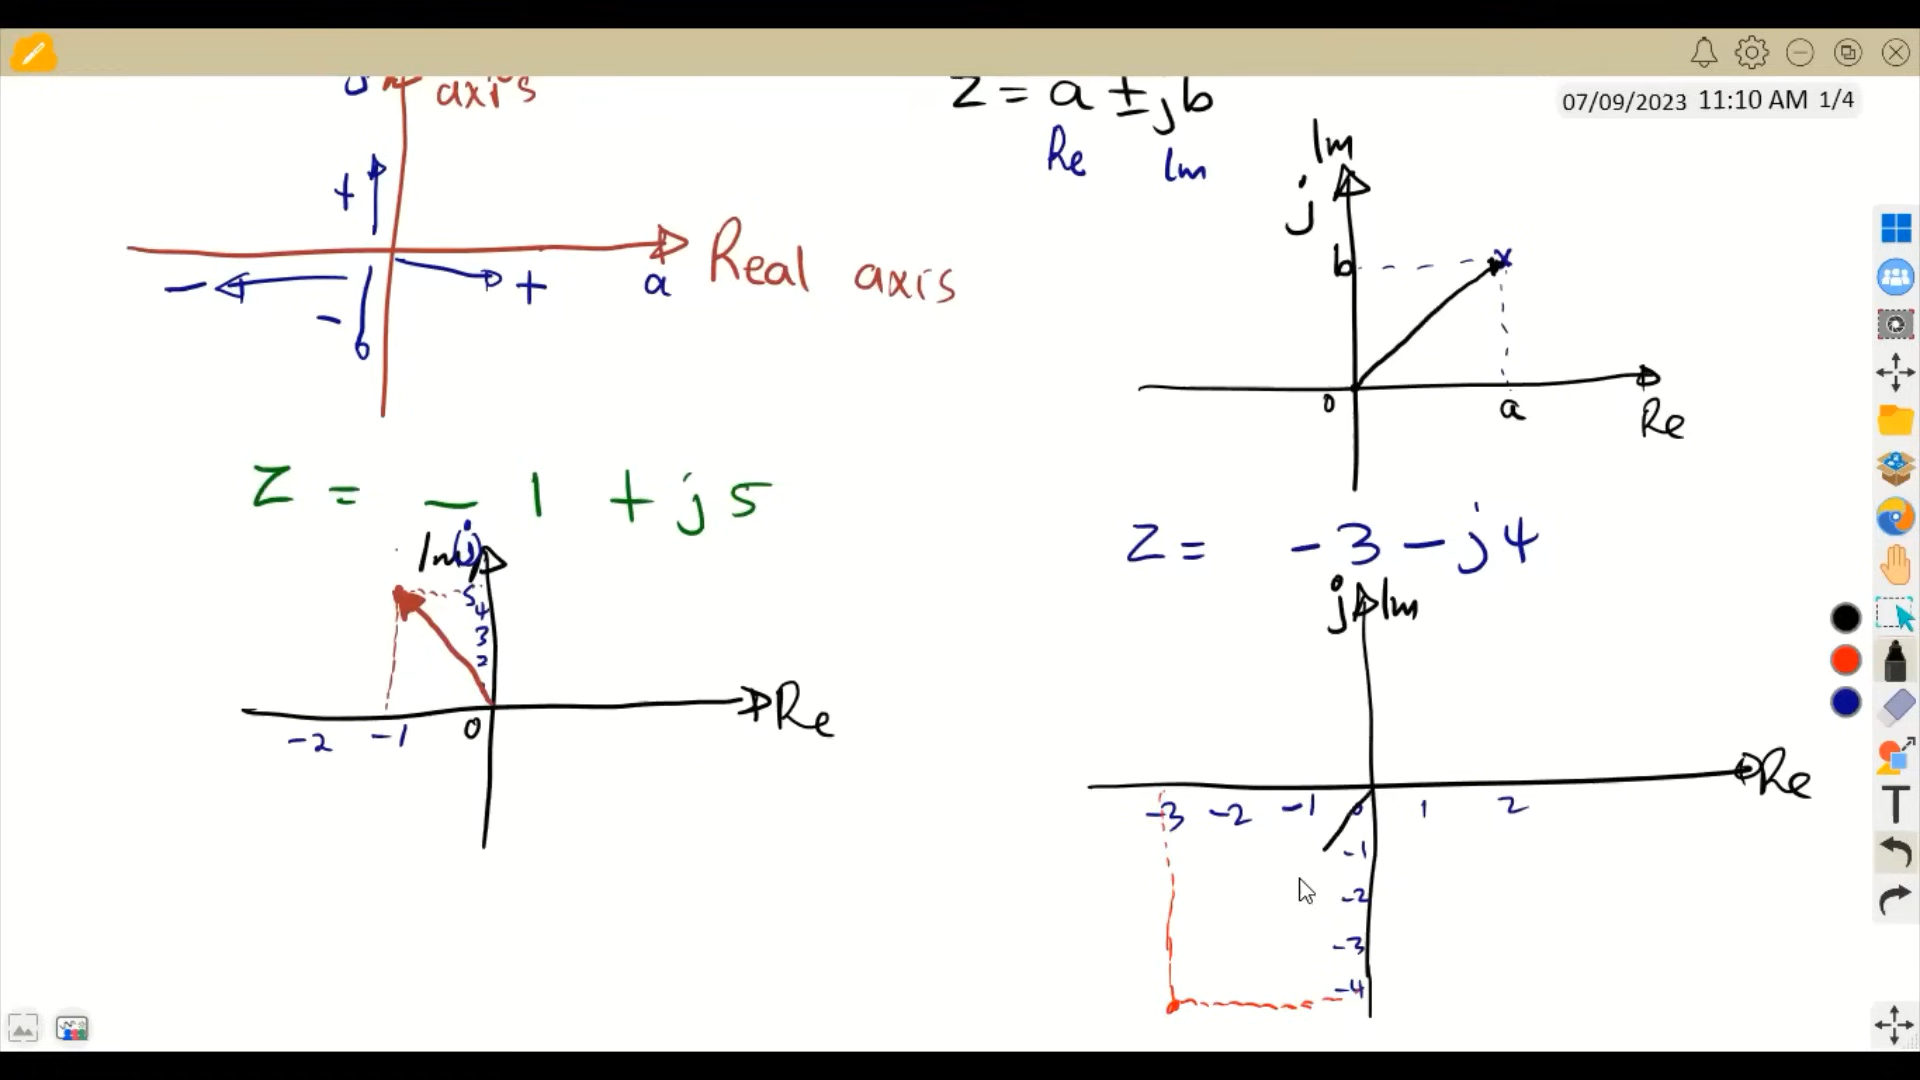 j axis
Z = a ± jb
07/09/2023 11:10 AM 1/4
Re Im
Im
j
+
b
Real axis
- + a
-
0 a Re
Z = - 1 + j5
Z = -3 - j4
Im(j)
j Im
5
4
3
2
Re
-2 -1 0
Re
-3 -2 -1 0 1 2
-1
-2
-3
-4
T